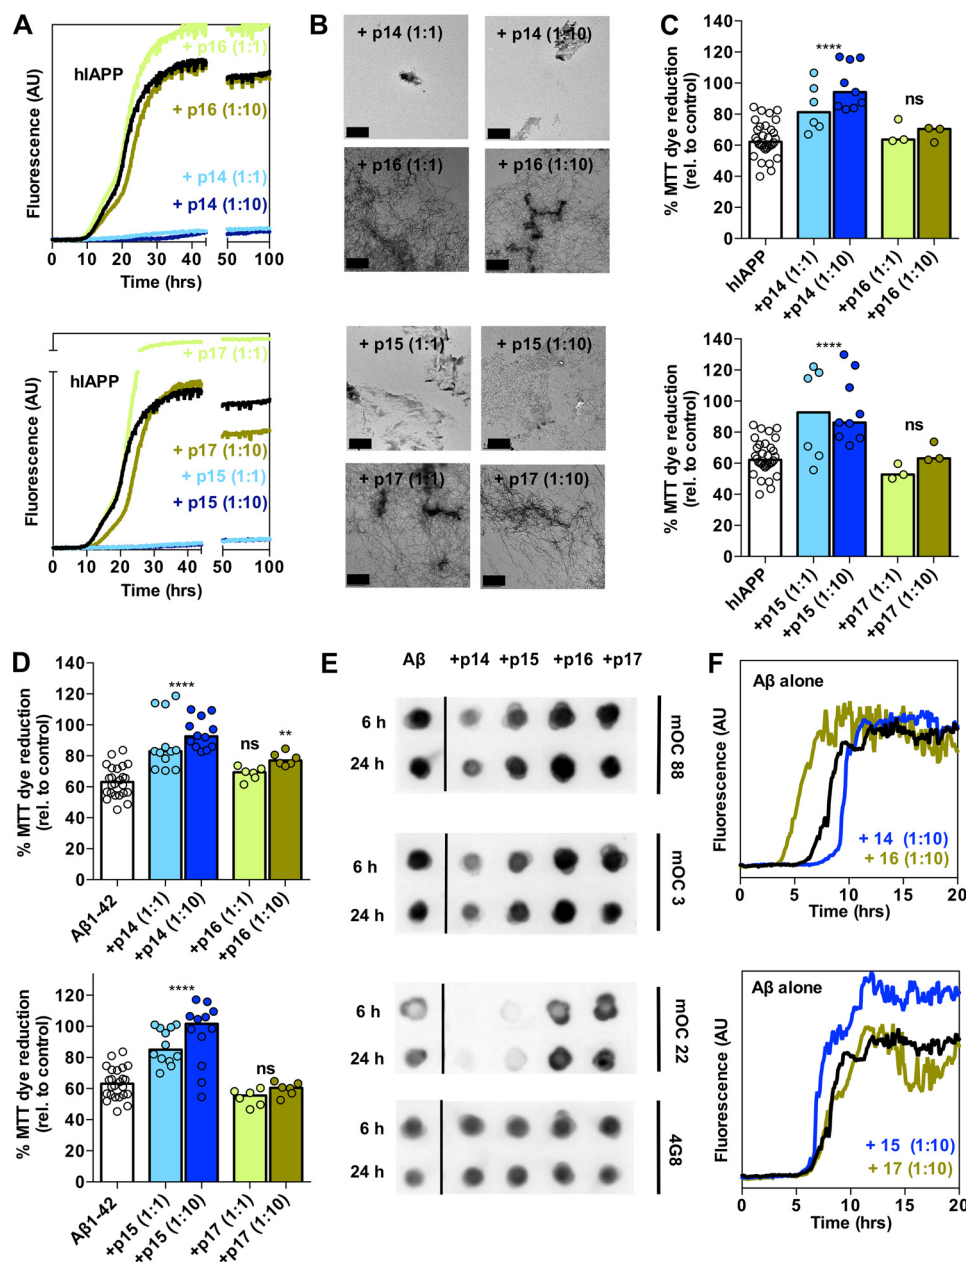 A
Fluorescence (AU)
hIAPP
+ p16 (1:1)
+ p16 (1:10)
+ p14 (1:1)
+ p14 (1:10)
0 10 20 30 40 50 100
Time (hrs)
Fluorescence (AU)
hIAPP
+ p17 (1:1)
+ p17 (1:10)
+ p15 (1:1)
+ p15 (1:10)
0 10 20 30 40 50 100
Time (hrs)
B
+ p14 (1:1)
+ p14 (1:10)
+ p16 (1:1)
+ p16 (1:10)
+ p15 (1:1)
+ p15 (1:10)
+ p17 (1:1)
+ p17 (1:10)
C
% MTT dye reduction
(rel. to control)
140
120
100
80
60
40
20
0
****
ns
hIAPP
+p14 (1:1)
+p14 (1:10)
+p16 (1:1)
+p16 (1:10)
% MTT dye reduction
(rel. to control)
140
120
100
80
60
40
20
0
****
ns
hIAPP
+p15 (1:1)
+p15 (1:10)
+p17 (1:1)
+p17 (1:10)
D
% MTT dye reduction
(rel. to control)
140
120
100
80
60
40
20
0
****
ns
**
Aβ1-42
+p14 (1:1)
+p14 (1:10)
+p16 (1:1)
+p16 (1:10)
% MTT dye reduction
(rel. to control)
120
100
80
60
40
20
0
****
ns
Aβ1-42
+p15 (1:1)
+p15 (1:10)
+p17 (1:1)
+p17 (1:10)
E
Aβ +p14 +p15 +p16 +p17
6 h
24 h
mOC 88
6 h
24 h
mOC 3
6 h
24 h
mOC 22
6 h
24 h
4G8
F
Fluorescence (AU
Aβ alone
+ 14 (1:10)
+ 16 (1:10)
0 5 10 15 20
Time (hrs)
Fluorescence (AU
Aβ alone
+ 15 (1:10)
+ 17 (1:10)
0 5 10 15 20
Time (hrs)